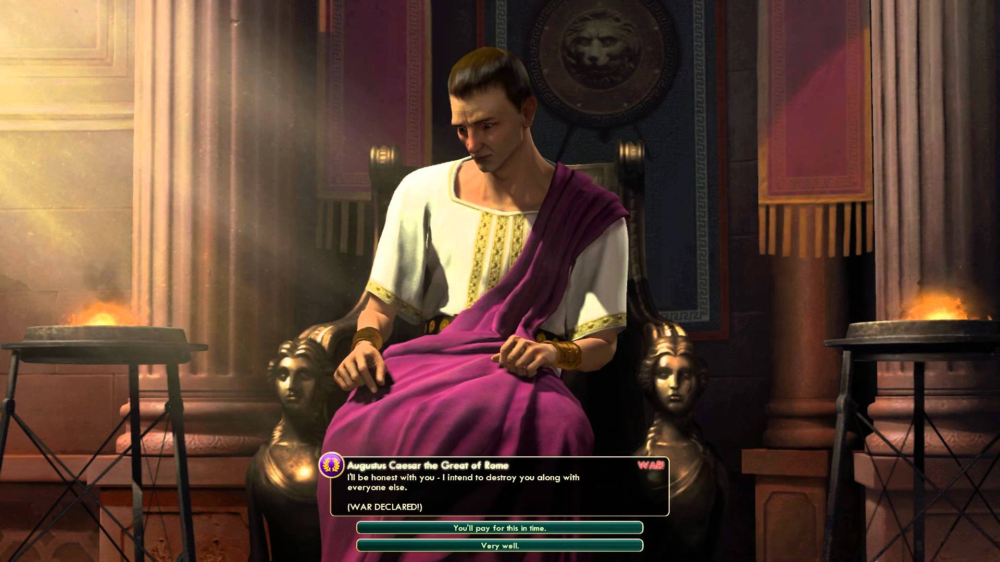 Augustus Caesar the Great of Rome
WAR!
I'll be honest with you - I intend to destroy you along with
everyone else.
(WAR DECLARED!)
You'll pay for this in time.
Very well.